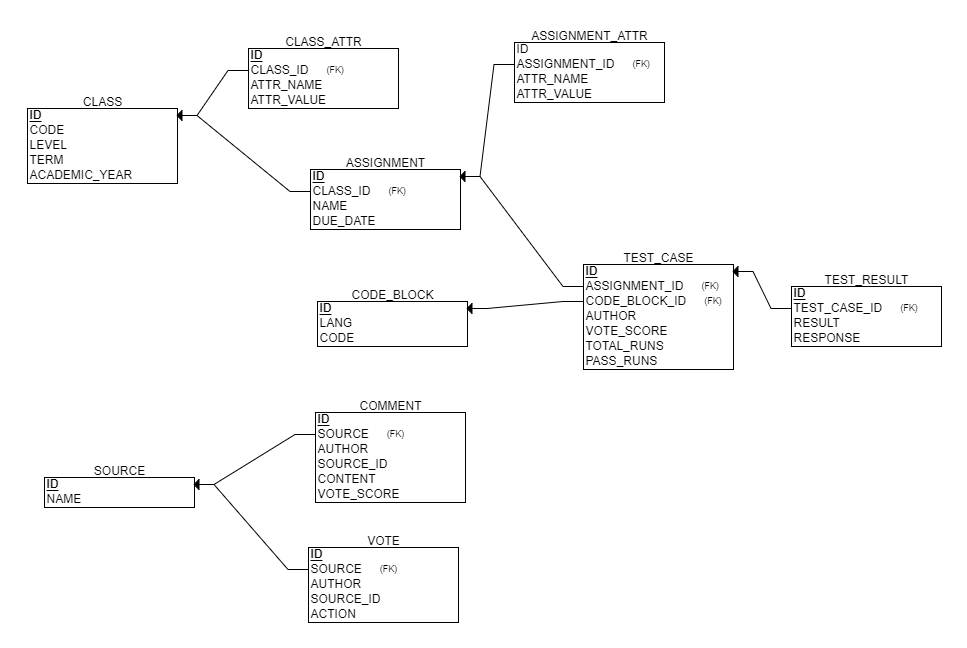 CLASS
ID
CODE
LEVEL
TERM
ACADEMIC_YEAR
CLASS_ATTR
ID
CLASS_ID (FK)
ATTR_NAME
ATTR_VALUE
ASSIGNMENT_ATTR
ID
ASSIGNMENT_ID (FK)
ATTR_NAME
ATTR_VALUE
ASSIGNMENT
ID
CLASS_ID (FK)
NAME
DUE_DATE
CODE_BLOCK
ID
LANG
CODE
TEST_CASE
ID
ASSIGNMENT_ID (FK)
CODE_BLOCK_ID (FK)
AUTHOR
VOTE_SCORE
TOTAL_RUNS
PASS_RUNS
TEST_RESULT
ID
TEST_CASE_ID (FK)
RESULT
RESPONSE
SOURCE
ID
NAME
COMMENT
ID
SOURCE (FK)
AUTHOR
SOURCE_ID
CONTENT
VOTE_SCORE
VOTE
ID
SOURCE (FK)
AUTHOR
SOURCE_ID
ACTION